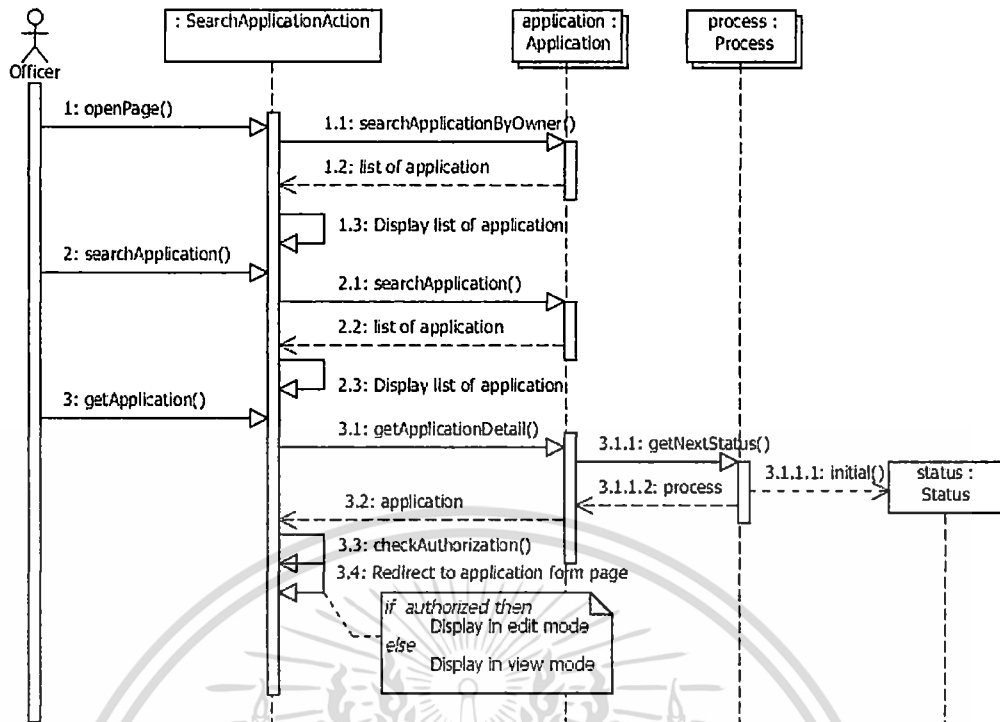 : SearchApplicationAction
application :
Application
process :
Process
Officer
1: openPage()
1.1: searchApplicationByOwner()
1.2: list of application
1.3: Display list of application
2: searchApplication()
2.1: searchApplication()
2.2: list of application
2.3: Display list of application
3: getApplication()
3.1: getApplicationDetail()
3.1.1: getNextStatus()
3.1.1.1: initial()
status :
Status
3.1.1.2: process
3.2: application
3.3: checkAuthorization()
3.4: Redirect to application form page
if authorized then
Display in edit mode
else
Display in view mode